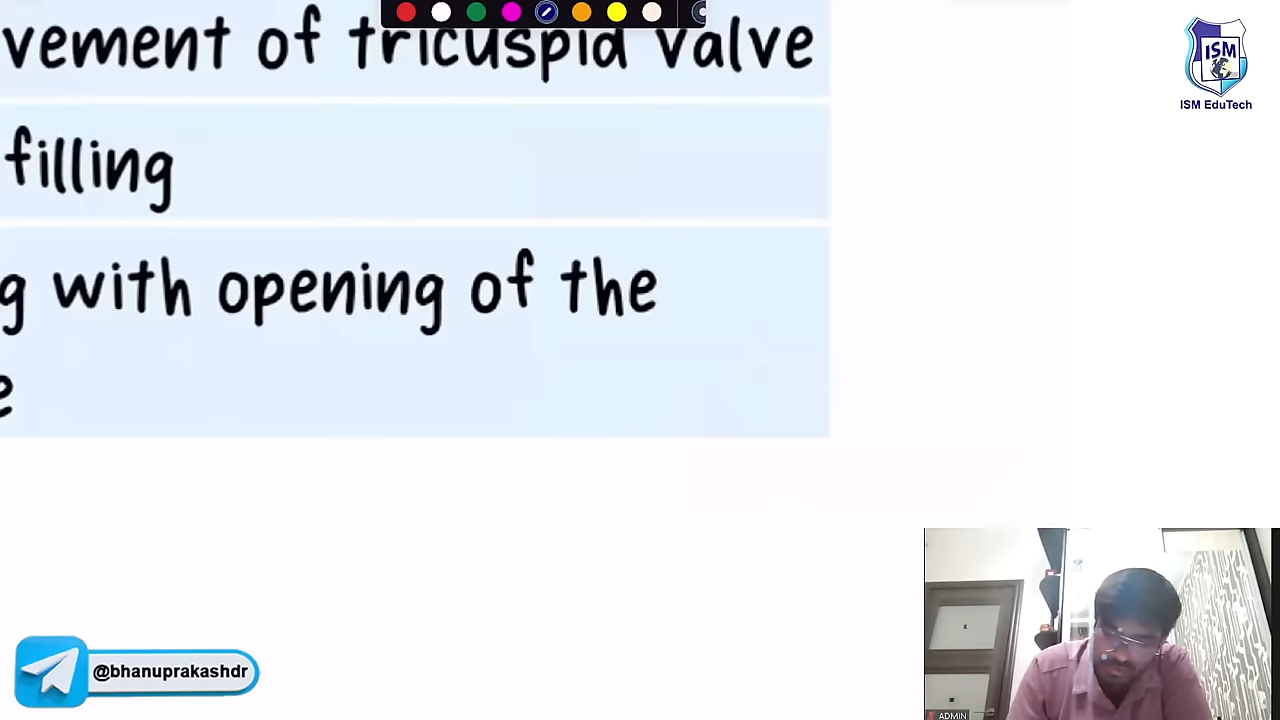 vement of tricuspid valve
filling
g with opening of the
e
ISM
ISM EduTech
@bhanuprakashdr
ADMIN